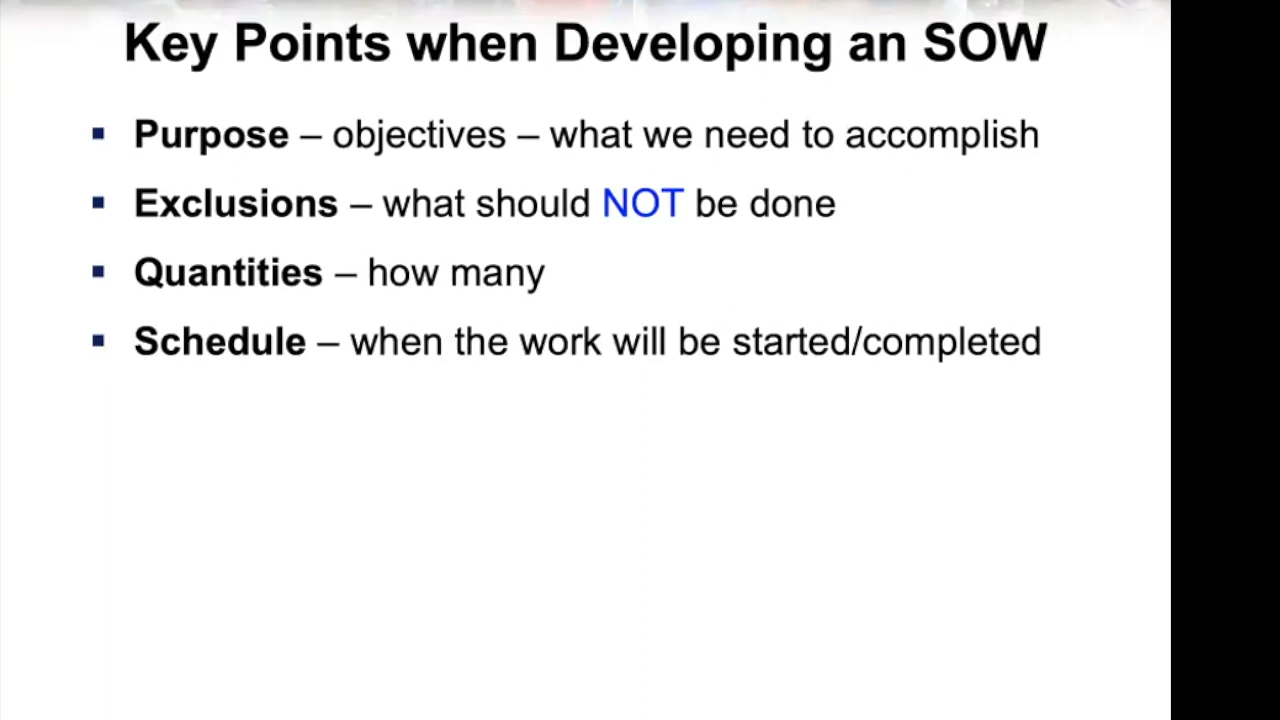 Key Points when Developing an SOW
▪ Purpose – objectives – what we need to accomplish
▪ Exclusions – what should NOT be done
▪ Quantities – how many
▪ Schedule – when the work will be started/completed